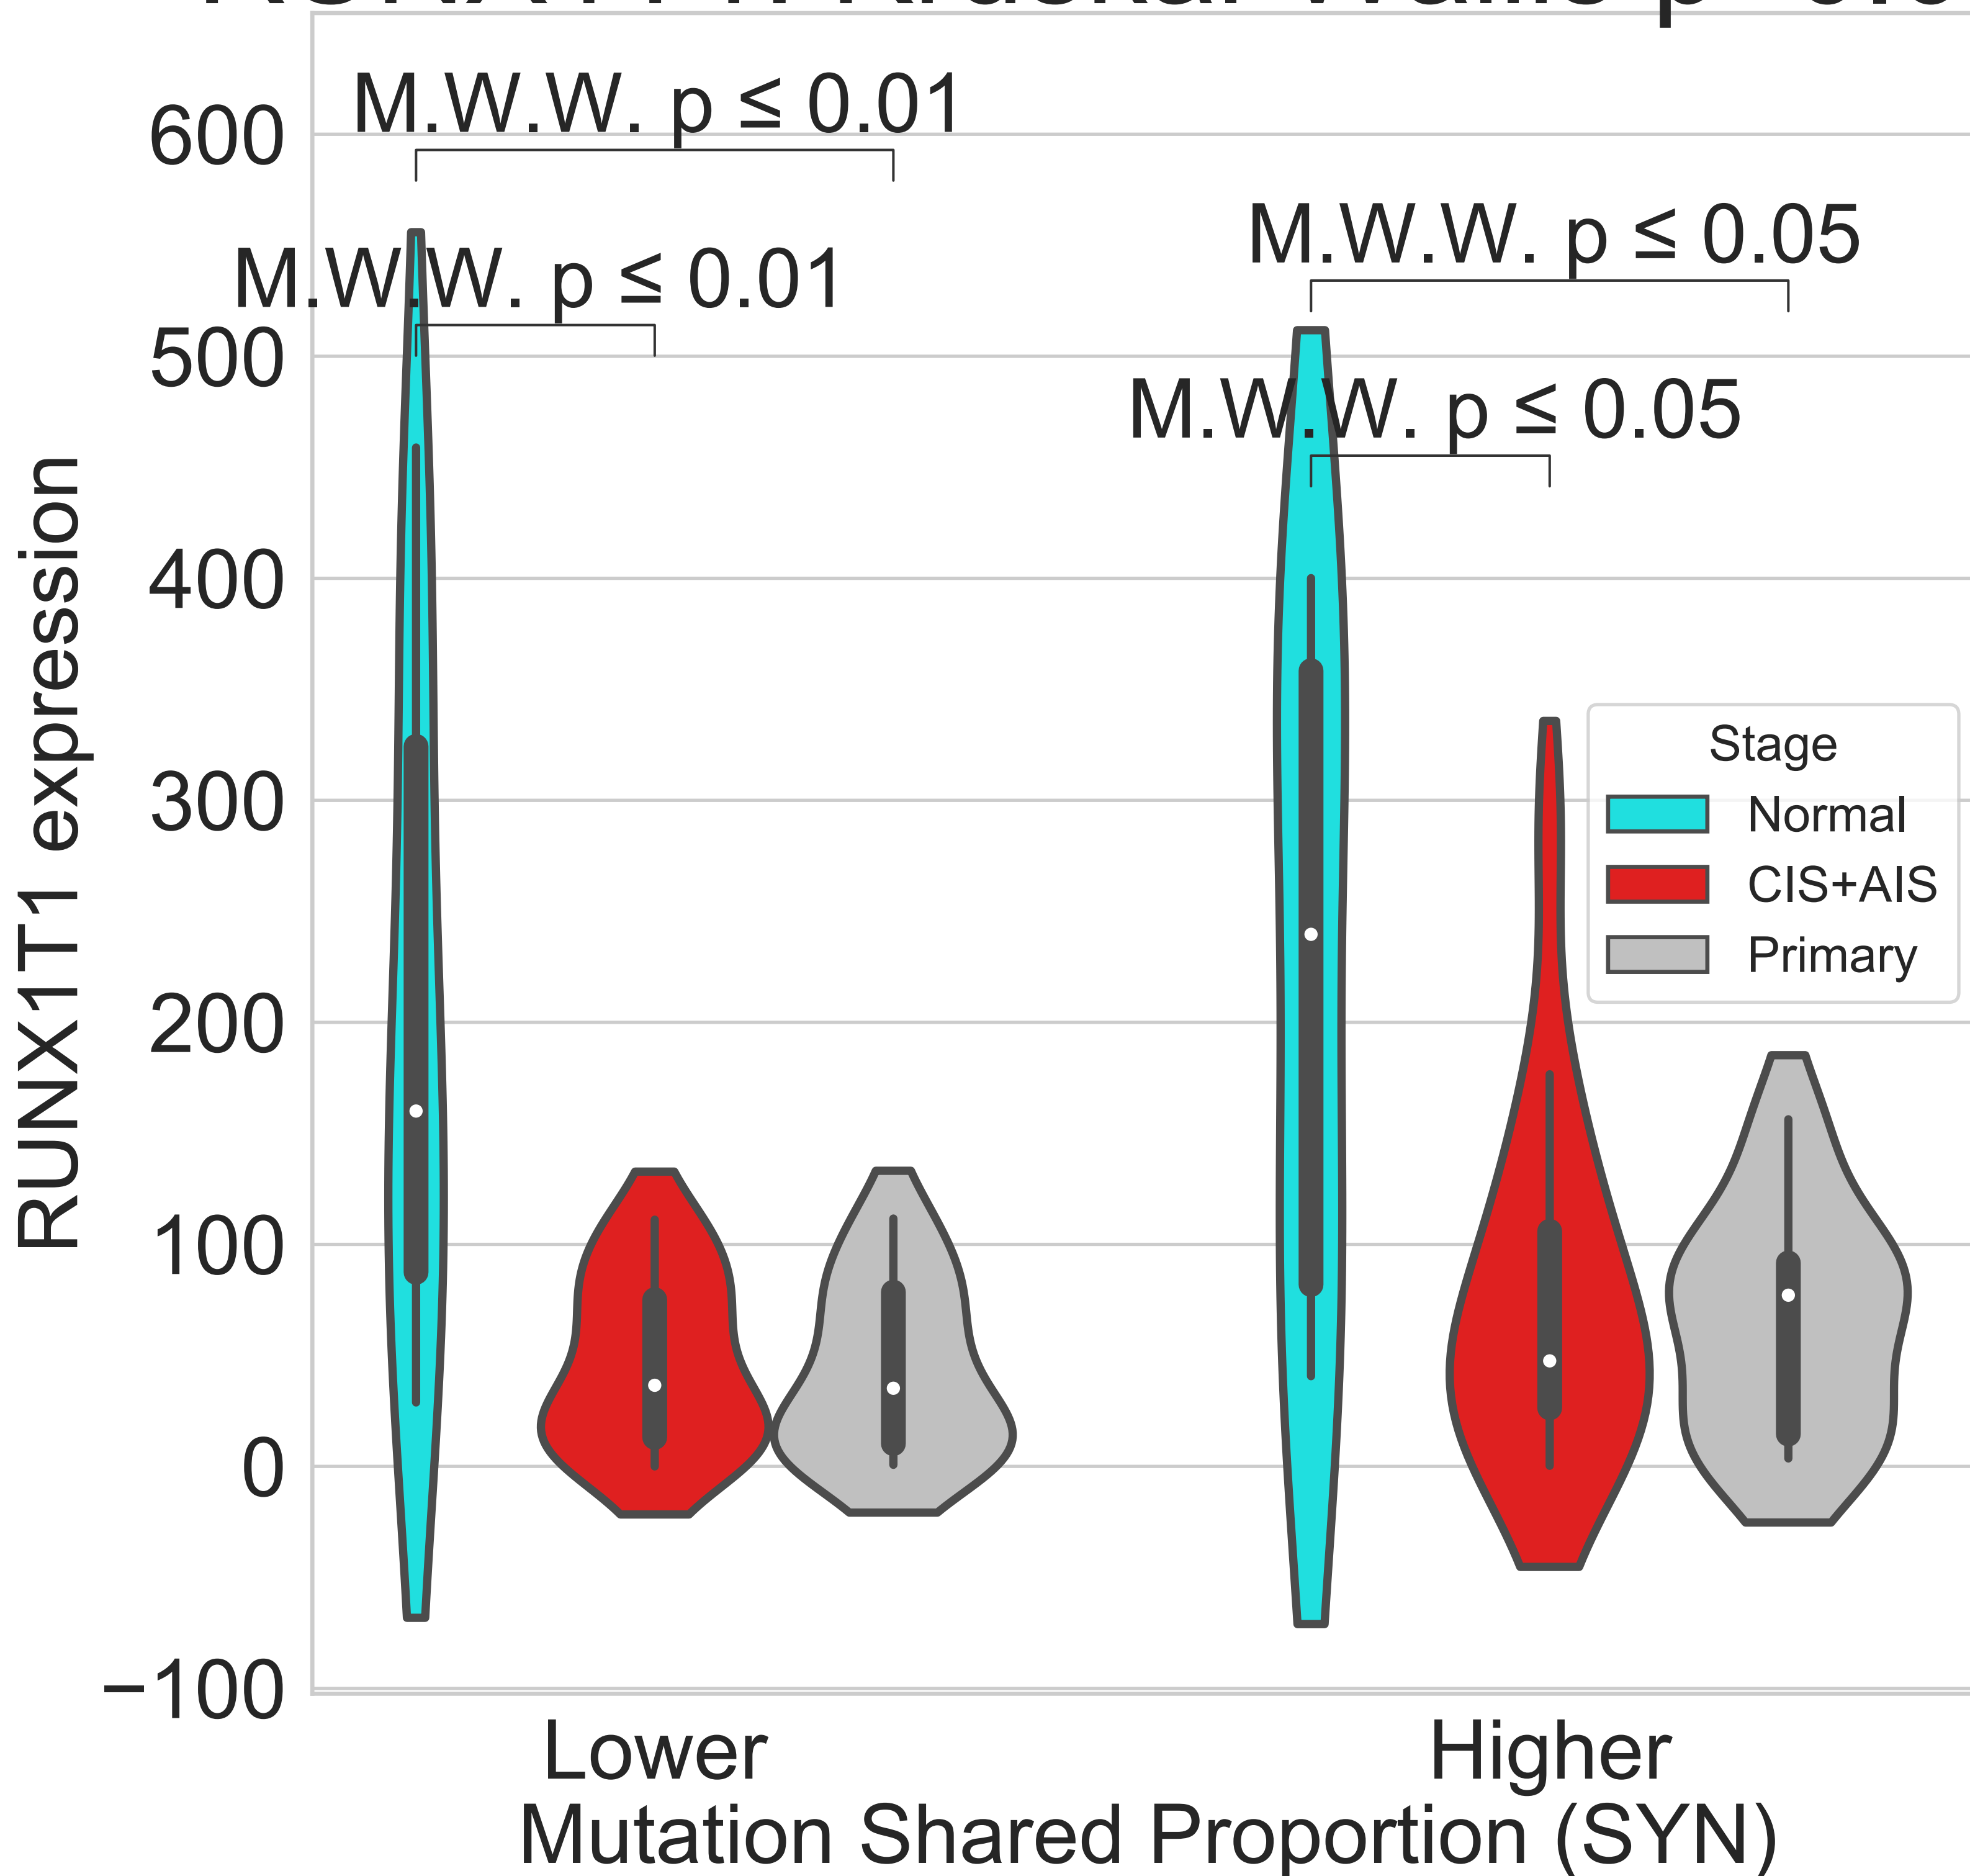 M.W.W. p ≤ 0.01
600
M.W.W. p ≤ 0.05
M.W.W. p ≤ 0.01
500
M.W.W. p ≤ 0.05
400
300
200
100
0
−100
RUNX1T1 expression
Stage
Normal
CIS+AIS
Primary
Lower
Higher
Mutation Shared Proportion (SYN)